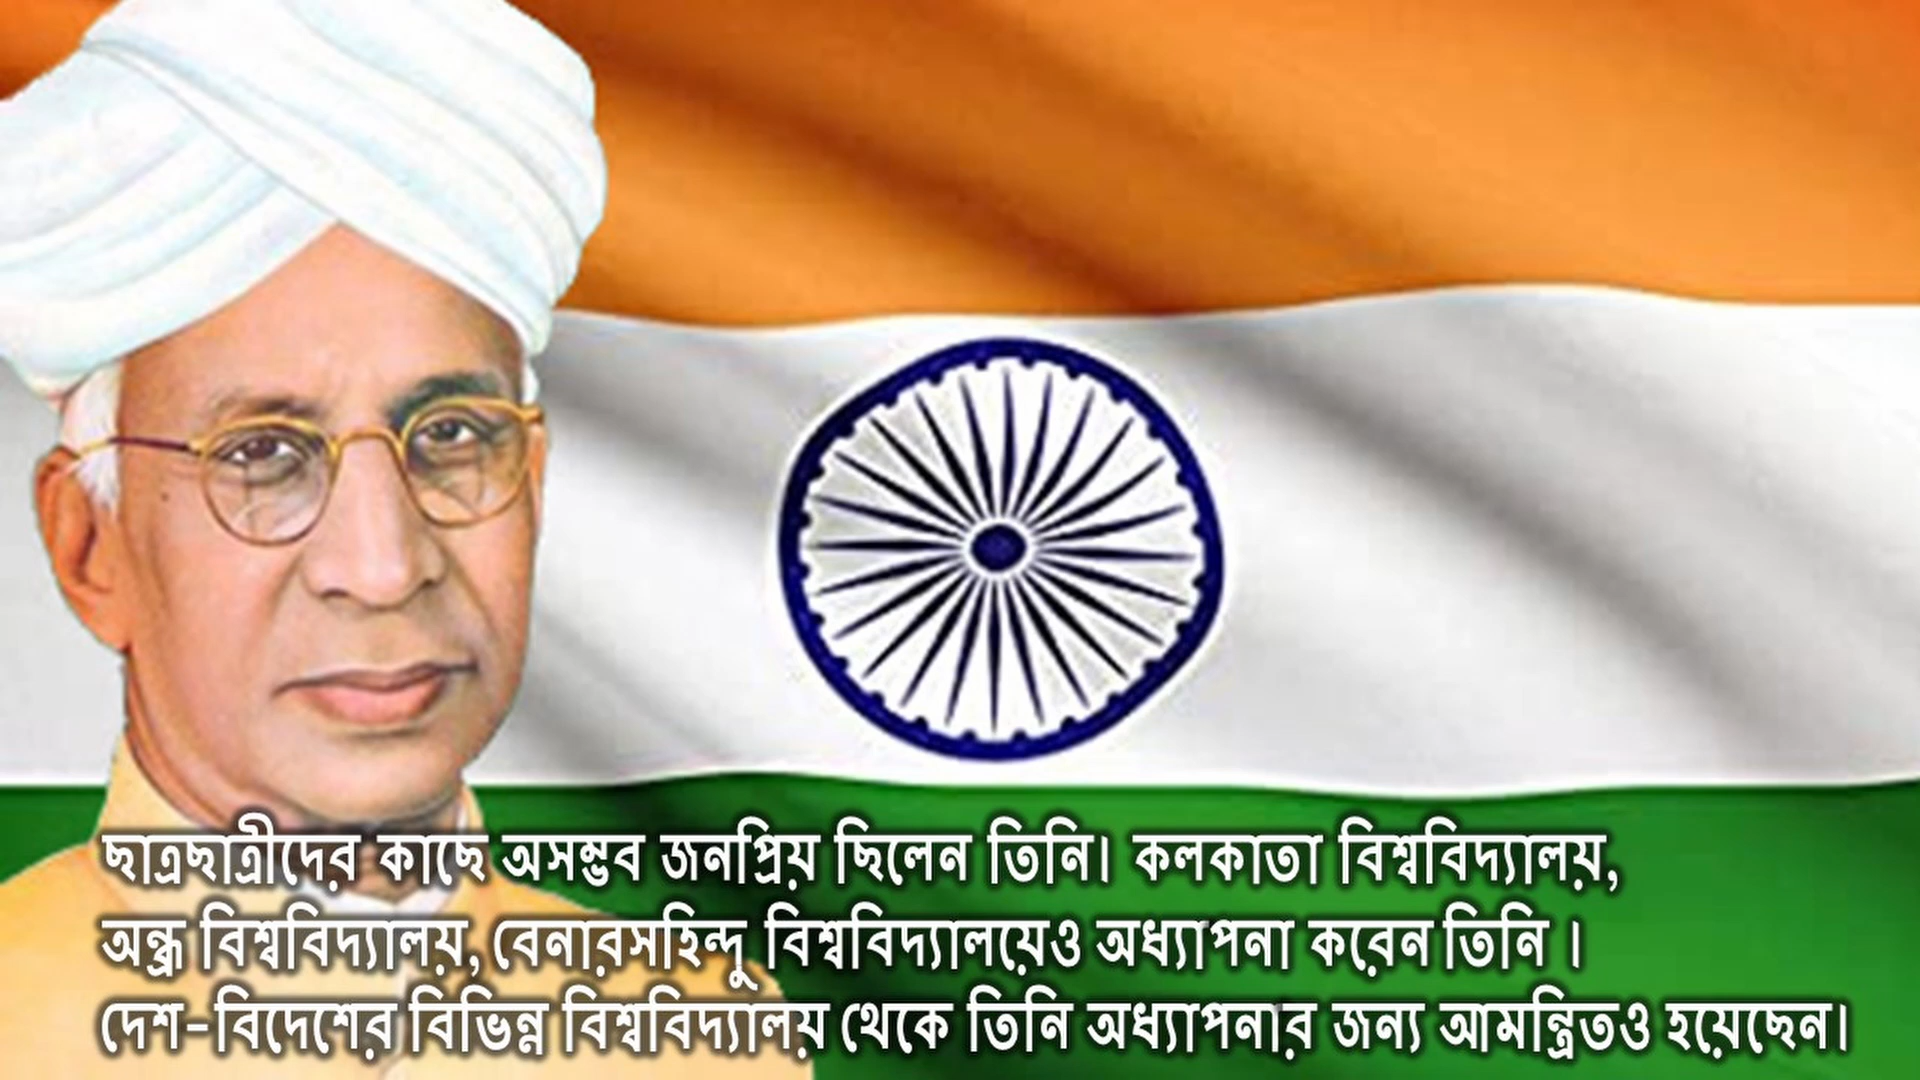 ছাত্রছাত্রীদের কাছে অসম্ভব জনপ্রিয় ছিলেন তিনি। কলকাতা বিশ্ববিদ্যালয়,
অন্ধ্র বিশ্ববিদ্যালয়, বেনারসহিন্দু বিশ্ববিদ্যালয়েও অধ্যাপনা করেন তিনি ।
দেশ-বিদেশের বিভিন্ন বিশ্ববিদ্যালয় থেকে তিনি অধ্যাপনার জন্য আমন্ত্রিতও হয়েছেন।